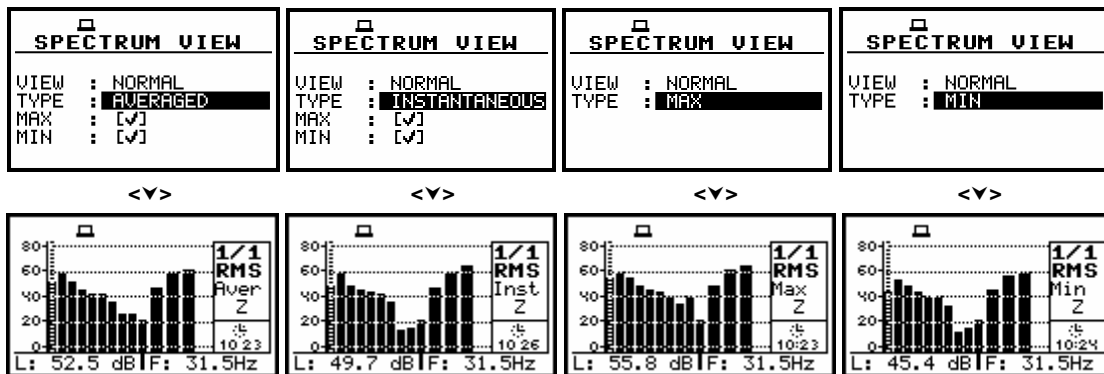 SPECTRUM VIEW
VIEW : NORMAL
TYPE : AVERAGED
MAX : [✓]
MIN : [✓]
SPECTRUM VIEW
VIEW : NORMAL
TYPE : INSTANTANEOUS
MAX : [✓]
MIN : [✓]
SPECTRUM VIEW
VIEW : NORMAL
TYPE : MAX
SPECTRUM VIEW
VIEW : NORMAL
TYPE : MIN
<▼>
<▼>
<▼>
<▼>
80
60
40
20
0
1/1
RMS
Aver
Z
10:23
L: 52.5 dB F: 31.5Hz
80
60
40
20
0
1/1
RMS
Inst
Z
10:26
L: 49.7 dB F: 31.5Hz
80
60
40
20
0
1/1
RMS
Max
Z
10:23
L: 55.8 dB F: 31.5Hz
80
60
40
20
0
1/1
RMS
Min
Z
10:24
L: 45.4 dB F: 31.5Hz